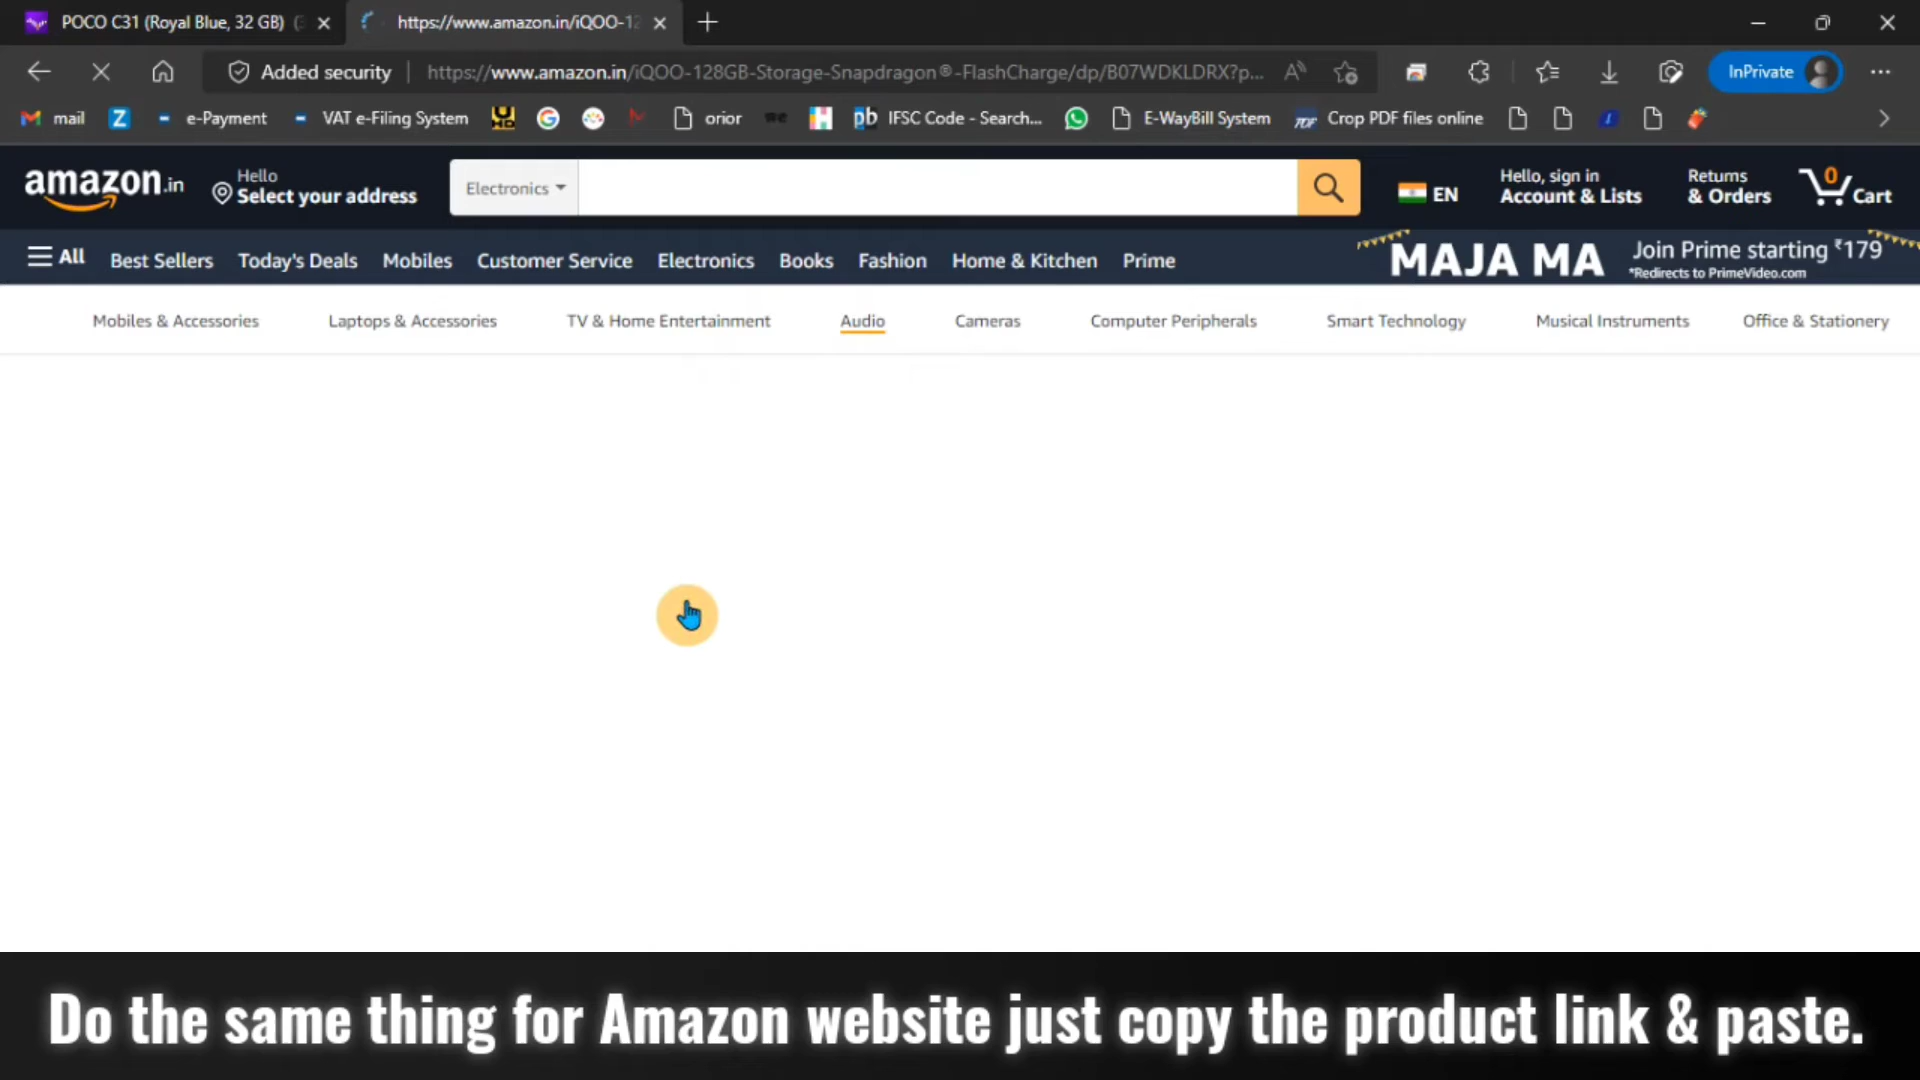 POCO C31 (Royal Blue, 32 GB)
https://www.amazon.in/iQOO-12
Added security
https://www.amazon.in/iQOO-128GB-Storage-Snapdragon®-FlashCharge/dp/B07WDKLDRX?p...
InPrivate
mail
e-Payment
VAT e-Filing System
orior
pb IFSC Code - Search...
E-WayBill System
Crop PDF files online
amazon.in
Hello
Select your address
Electronics
EN
Hello, sign in
Account & Lists
Returns
& Orders
0
Cart
All
Best Sellers
Today's Deals
Mobiles
Customer Service
Electronics
Books
Fashion
Home & Kitchen
Prime
MAJA MA
Join Prime starting ₹179
*Redirects to PrimeVideo.com
Mobiles & Accessories
Laptops & Accessories
TV & Home Entertainment
Audio
Cameras
Computer Peripherals
Smart Technology
Musical Instruments
Office & Stationery
Do the same thing for Amazon website just copy the product link & paste.